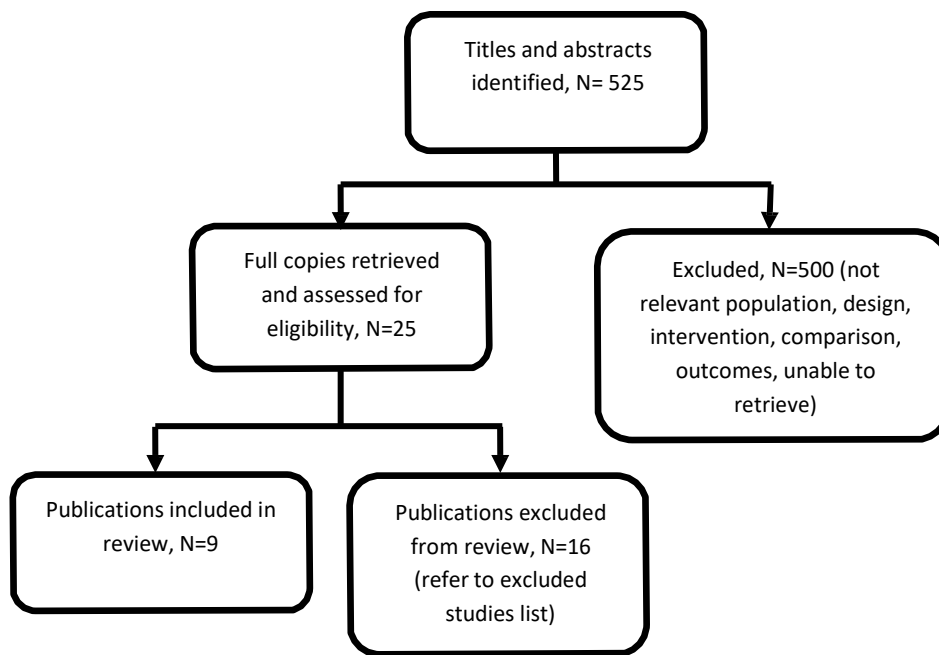 Titles and abstracts
identified, N= 525
Full copies retrieved
and assessed for
eligibility, N=25
Excluded, N=500 (not
relevant population, design,
intervention, comparison,
outcomes, unable to
retrieve)
Publications included in
review, N=9
Publications excluded
from review, N=16
(refer to excluded
studies list)